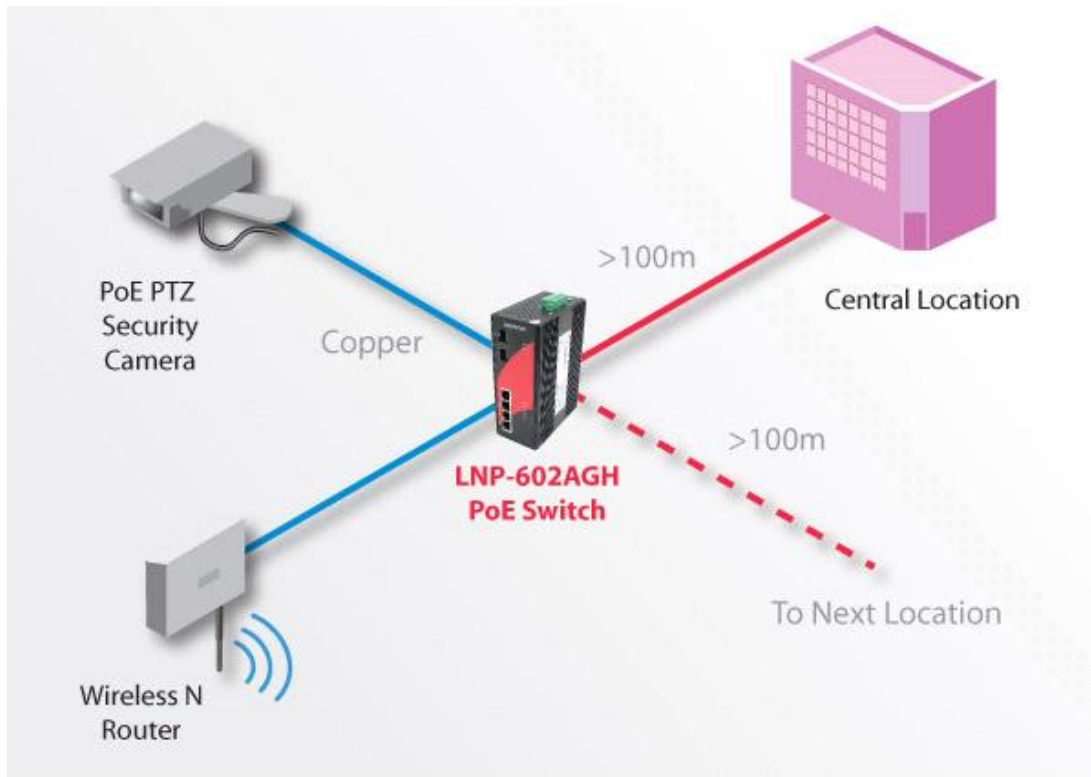 >100m
Central Location
PoE PTZ
Security
Camera
Copper
>100m
LNP-602AGH
PoE Switch
To Next Location
Wireless N
Router